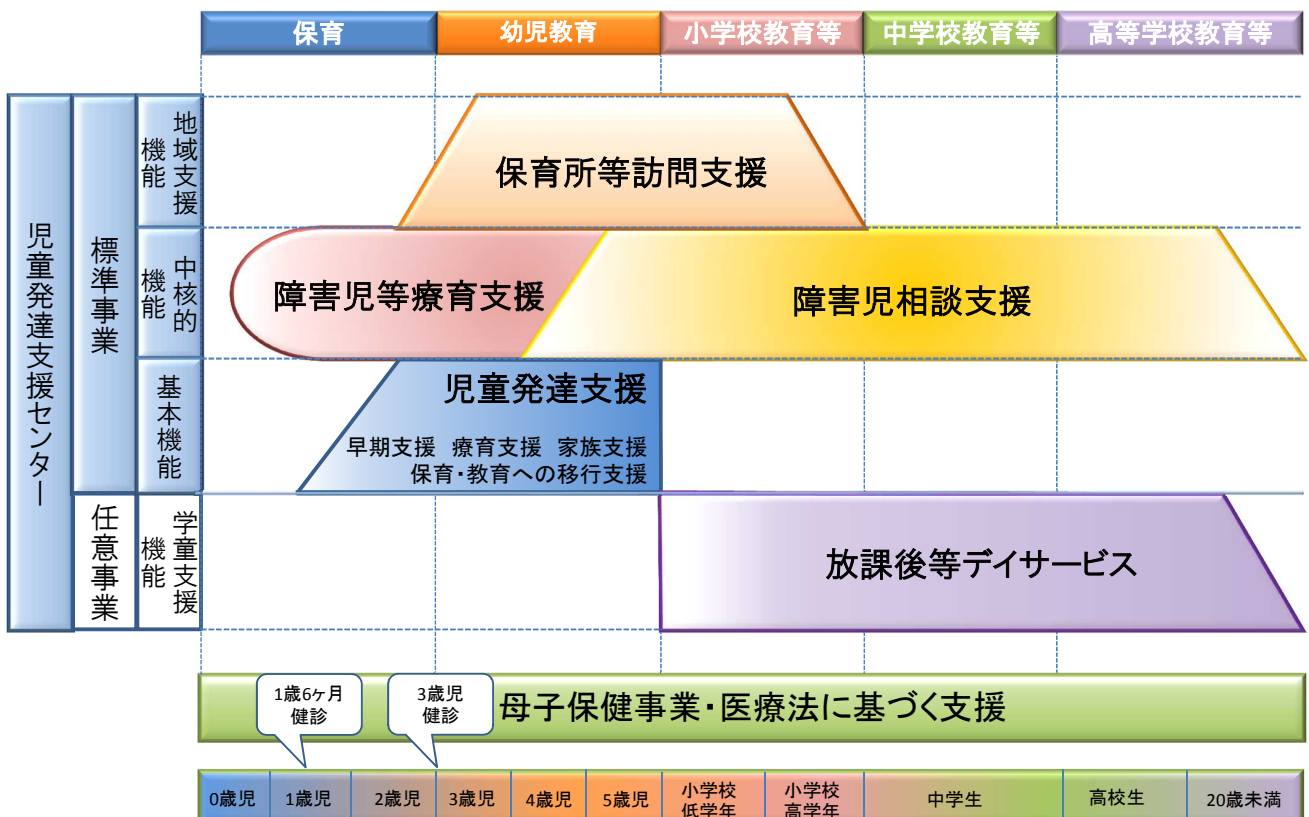 保育
幼児教育
小学校教育等
中学校教育等
高等学校教育等
児童発達支援センター
標準事業
地域支援
機能
保育所等訪問支援
中核的
機能
障害児等療育支援
障害児相談支援
基本機能
児童発達支援
早期支援 療育支援 家族支援
保育・教育への移行支援
任意事業
学童支援
機能
放課後等デイサービス
1歳6ヶ月
健診
3歳児
健診
母子保健事業・医療法に基づく支援
0歳児
1歳児
2歳児
3歳児
4歳児
5歳児
小学校
低学年
小学校
高学年
中学生
高校生
20歳未満